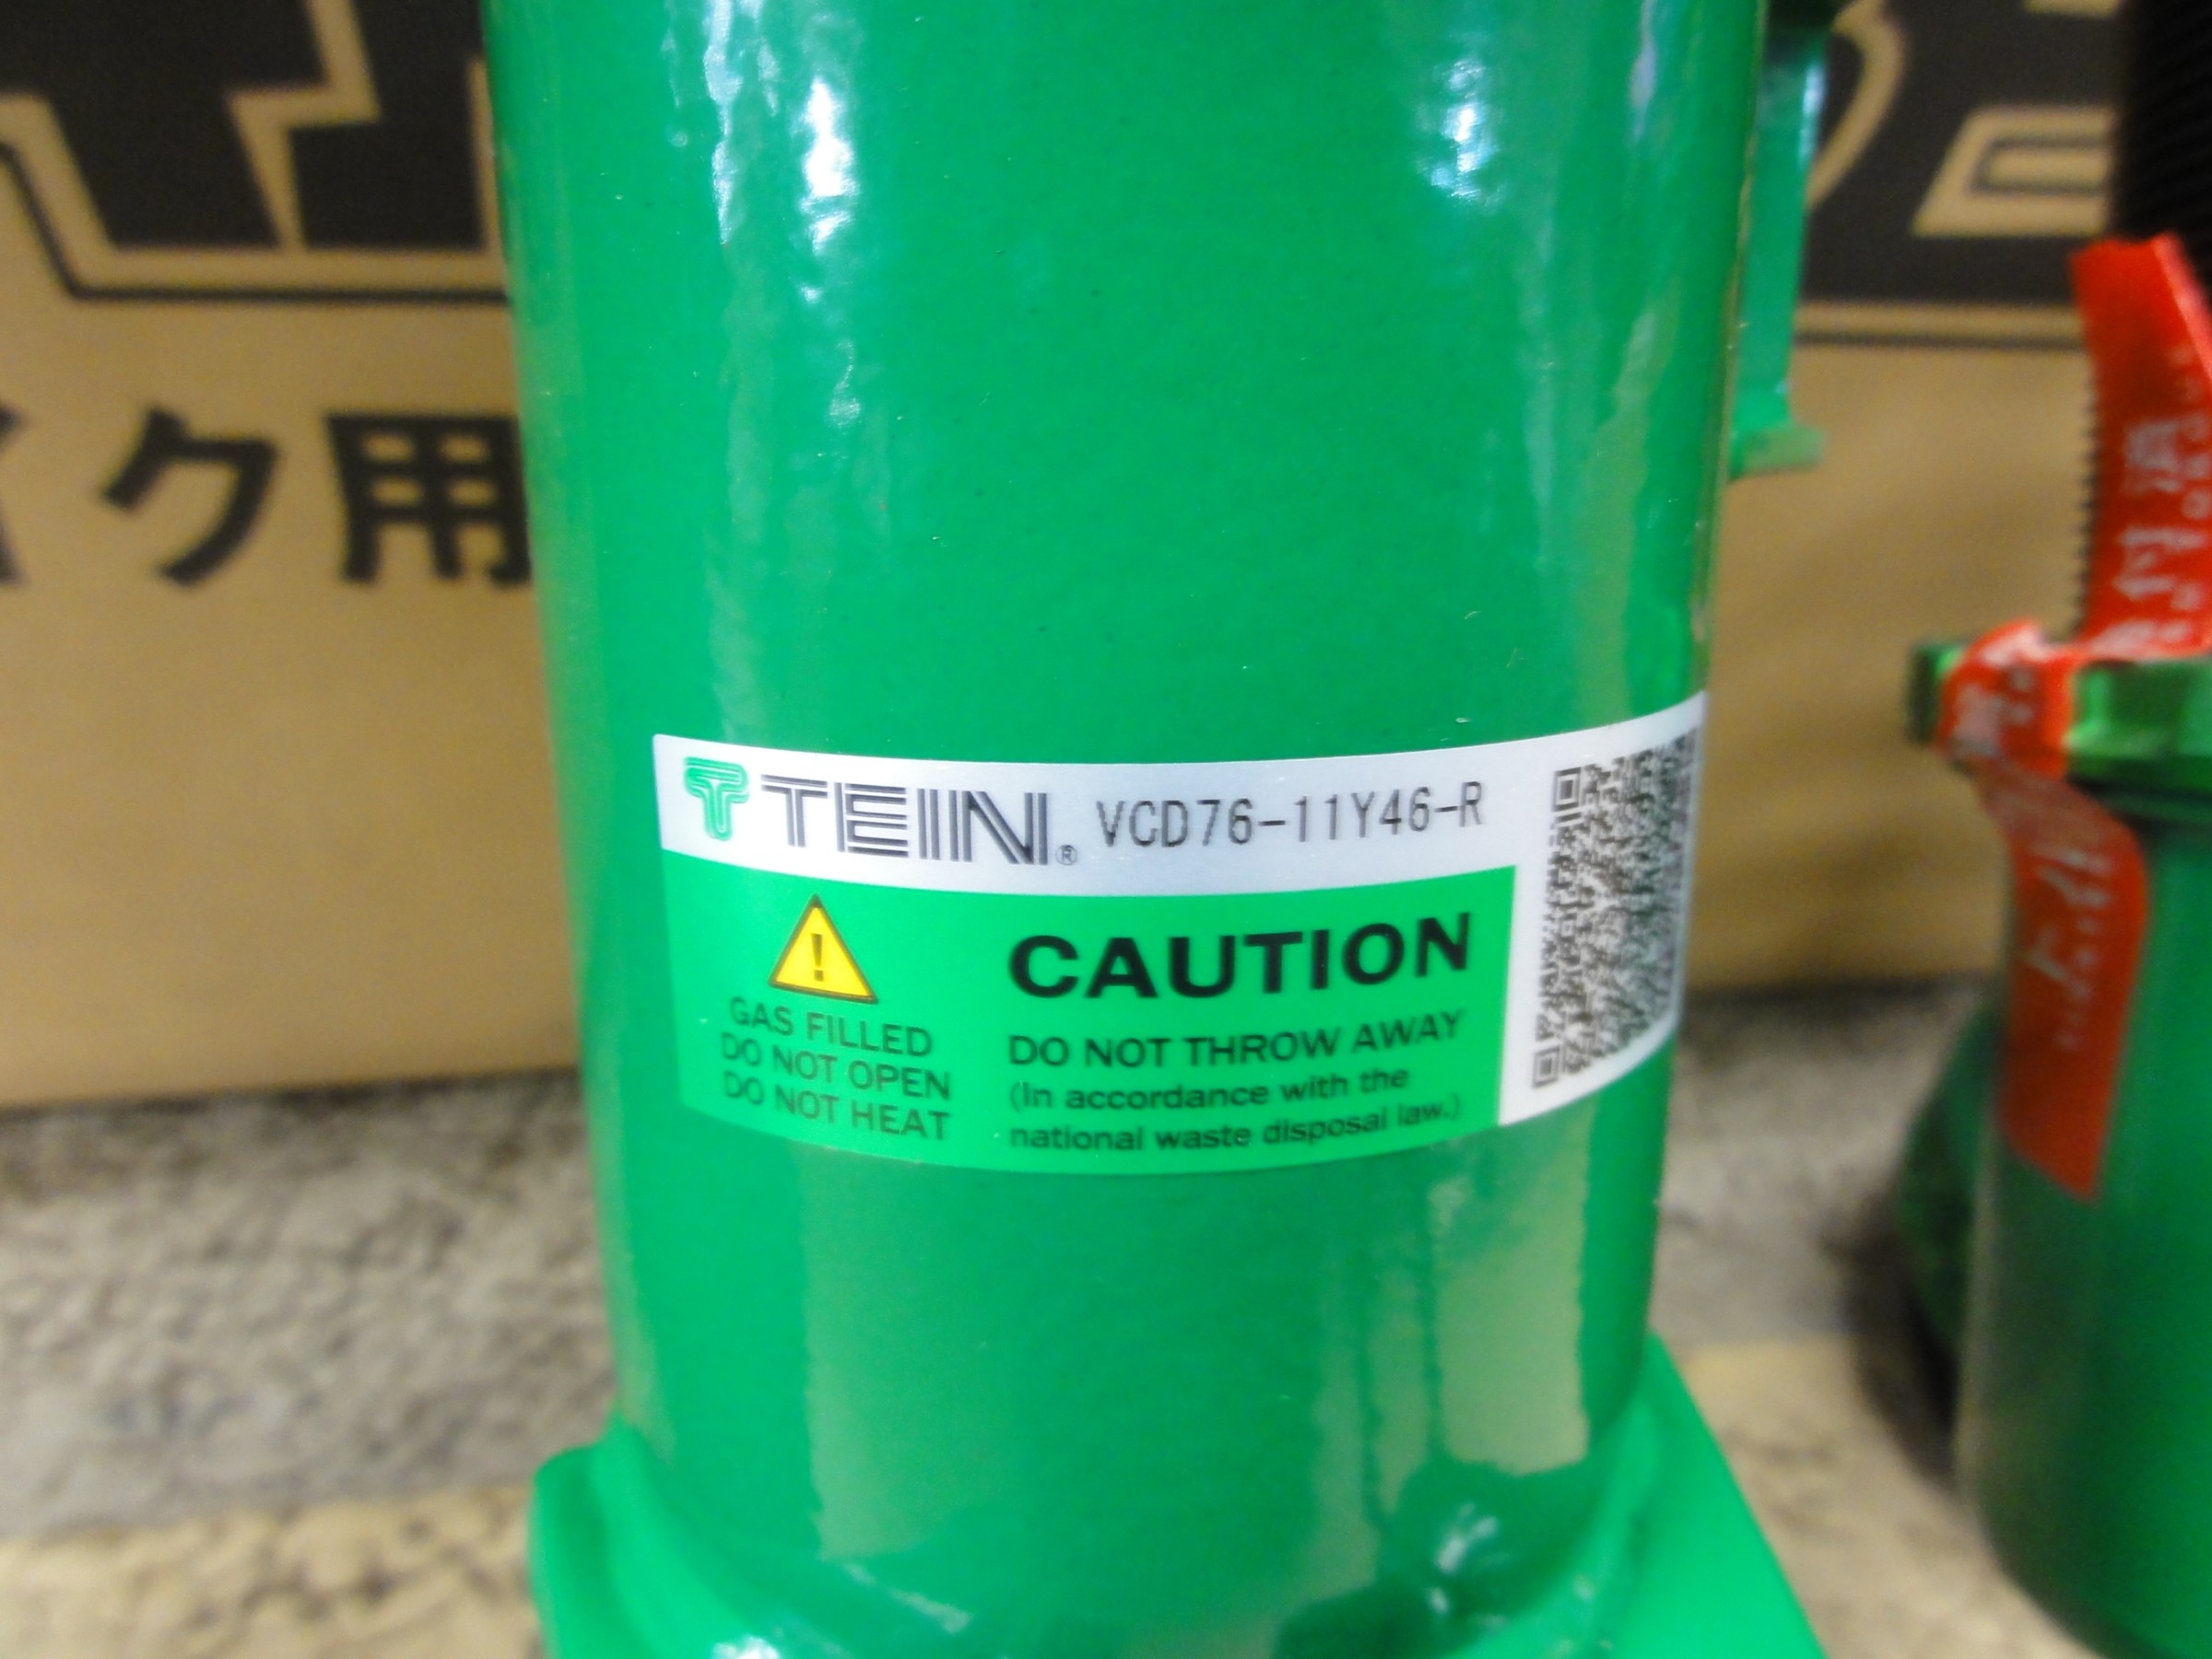 ク用
TEIN® VCD76-11Y46-R
GAS FILLED
DO NOT OPEN
DO NOT HEAT
CAUTION
DO NOT THROW AWAY
(In accordance with the
national waste disposal law.)